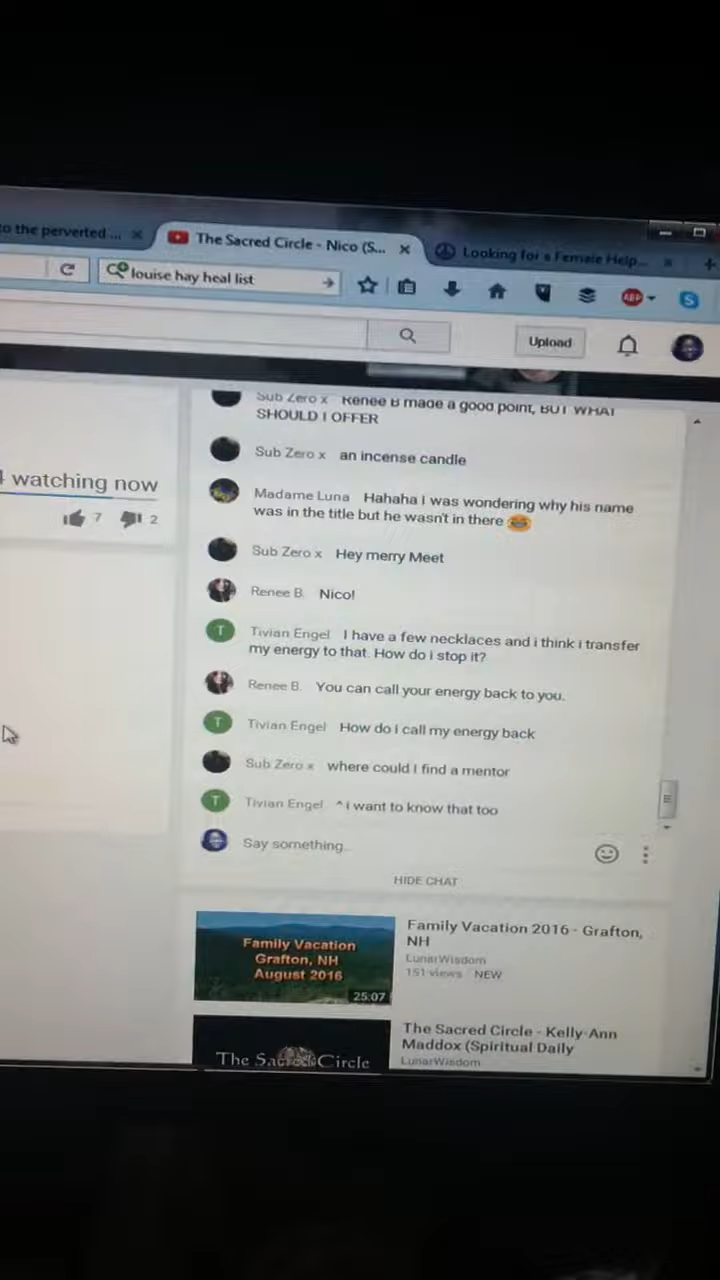 to the perverted ...
The Sacred Circle - Nico (S...
Looking for a Female Help...
louise hay heal list
ABP
Upload
Sub Zero x Renee B made a good point, BUT WHAT
SHOULD I OFFER
Sub Zero x an incense candle
watching now
Madame Luna Hahaha I was wondering why his name
was in the title but he wasn't in there
7 2
Sub Zero x Hey merry Meet
Renee B. Nico!
T Tivian Engel I have a few necklaces and i think i transfer
my energy to that. How do i stop it?
Renee B. You can call your energy back to you.
T Tivian Engel How do I call my energy back
Sub Zero x where could I find a mentor
T Tivian Engel ^ i want to know that too
Say something...
HIDE CHAT
Family Vacation
Grafton, NH
August 2016
25:07
Family Vacation 2016 - Grafton,
NH
LunarWisdom
151 views NEW
The Sacred Circle
The Sacred Circle - Kelly-Ann
Maddox (Spiritual Daily
LunarWisdom